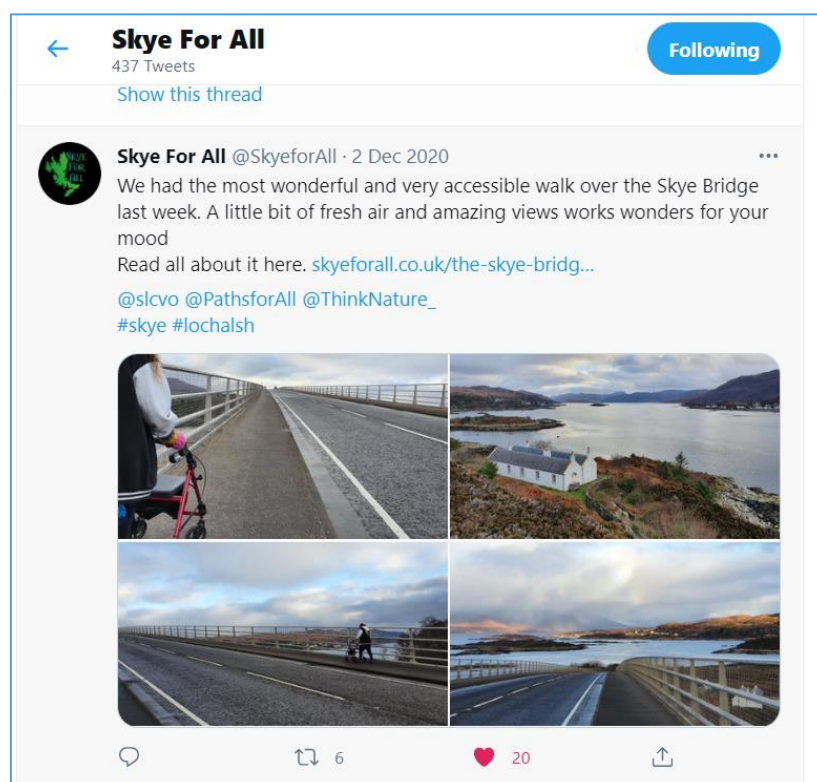 Skye For All
437 Tweets
Following
Show this thread
SKYE
FOR
ALL
Skye For All @SkyeforAll · 2 Dec 2020
We had the most wonderful and very accessible walk over the Skye Bridge
last week. A little bit of fresh air and amazing views works wonders for your
mood
Read all about it here. skyeforall.co.uk/the-skye-bridg...
@slcvo @PathsforAll @ThinkNature_
#skye #lochalsh
6
20